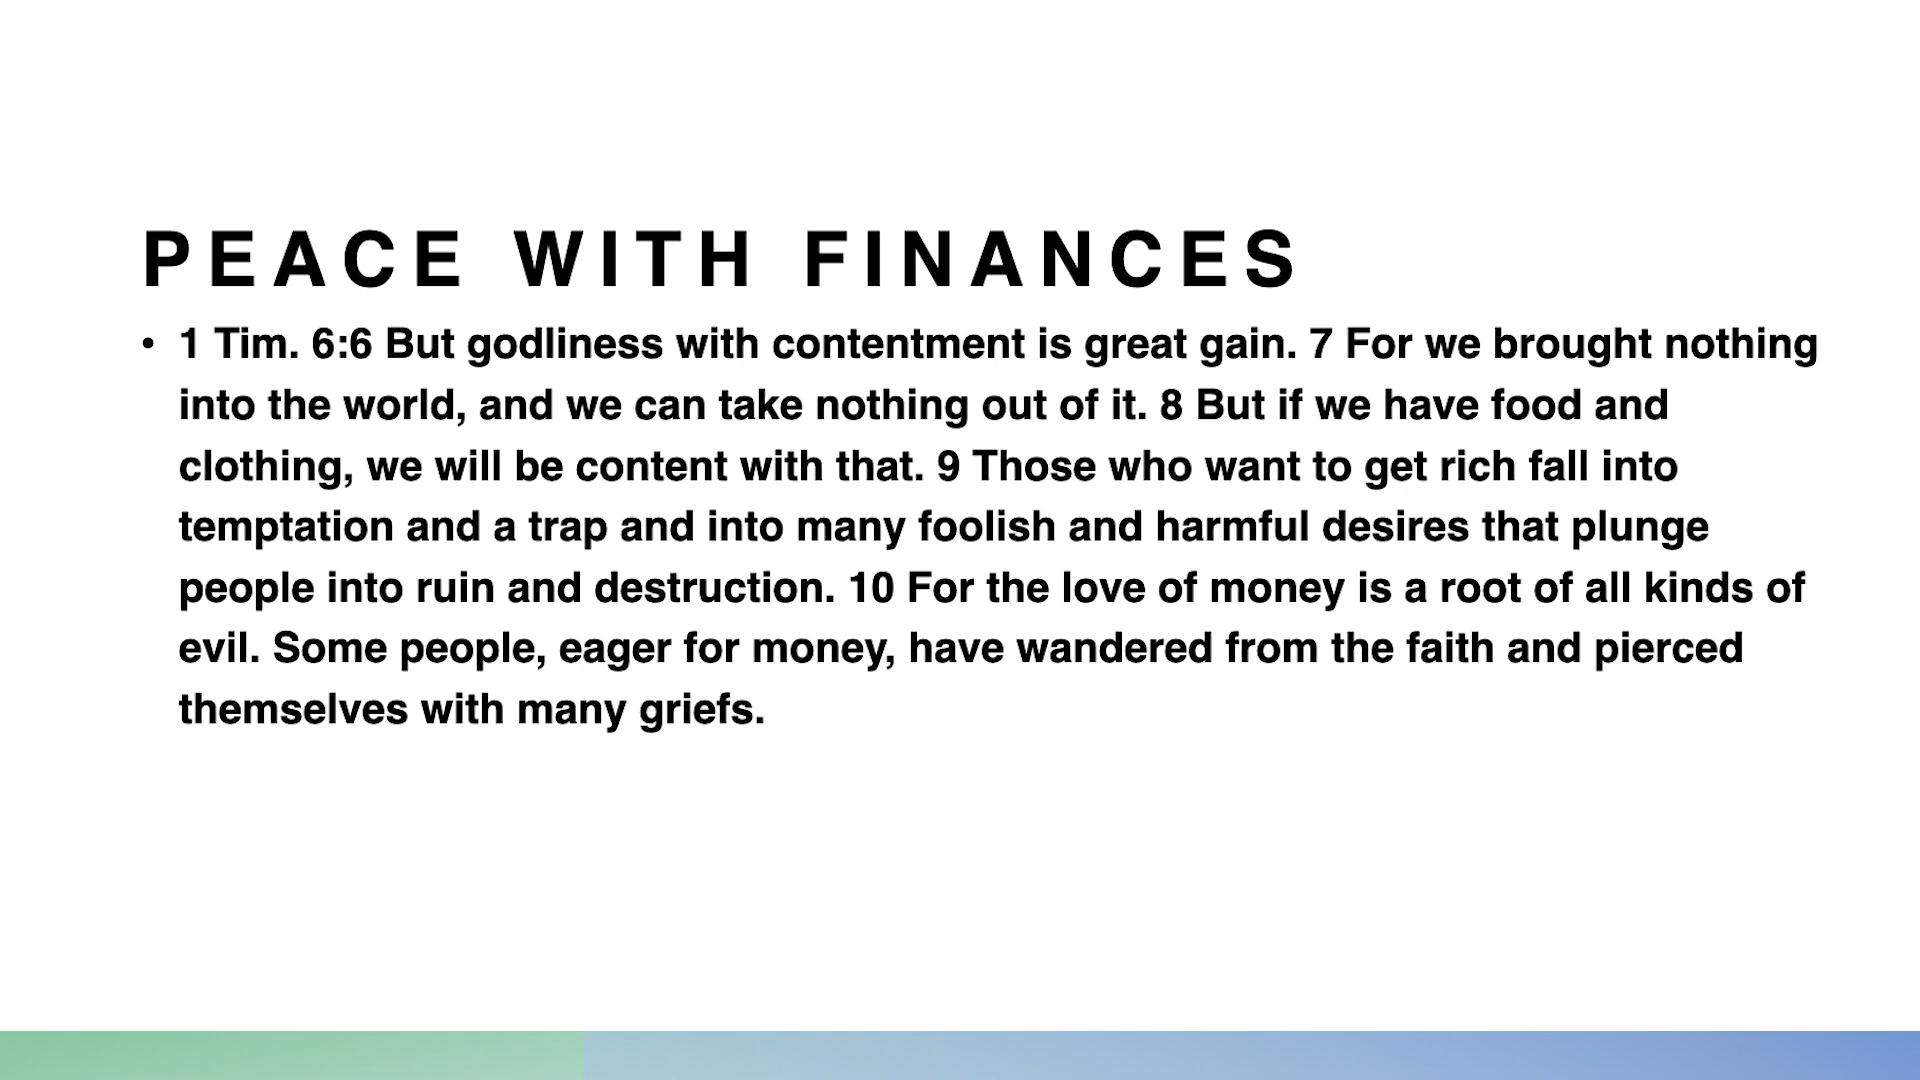 PEACE WITH FINANCES
• 1 Tim. 6:6 But godliness with contentment is great gain. 7 For we brought nothing
into the world, and we can take nothing out of it. 8 But if we have food and
clothing, we will be content with that. 9 Those who want to get rich fall into
temptation and a trap and into many foolish and harmful desires that plunge
people into ruin and destruction. 10 For the love of money is a root of all kinds of
evil. Some people, eager for money, have wandered from the faith and pierced
themselves with many griefs.